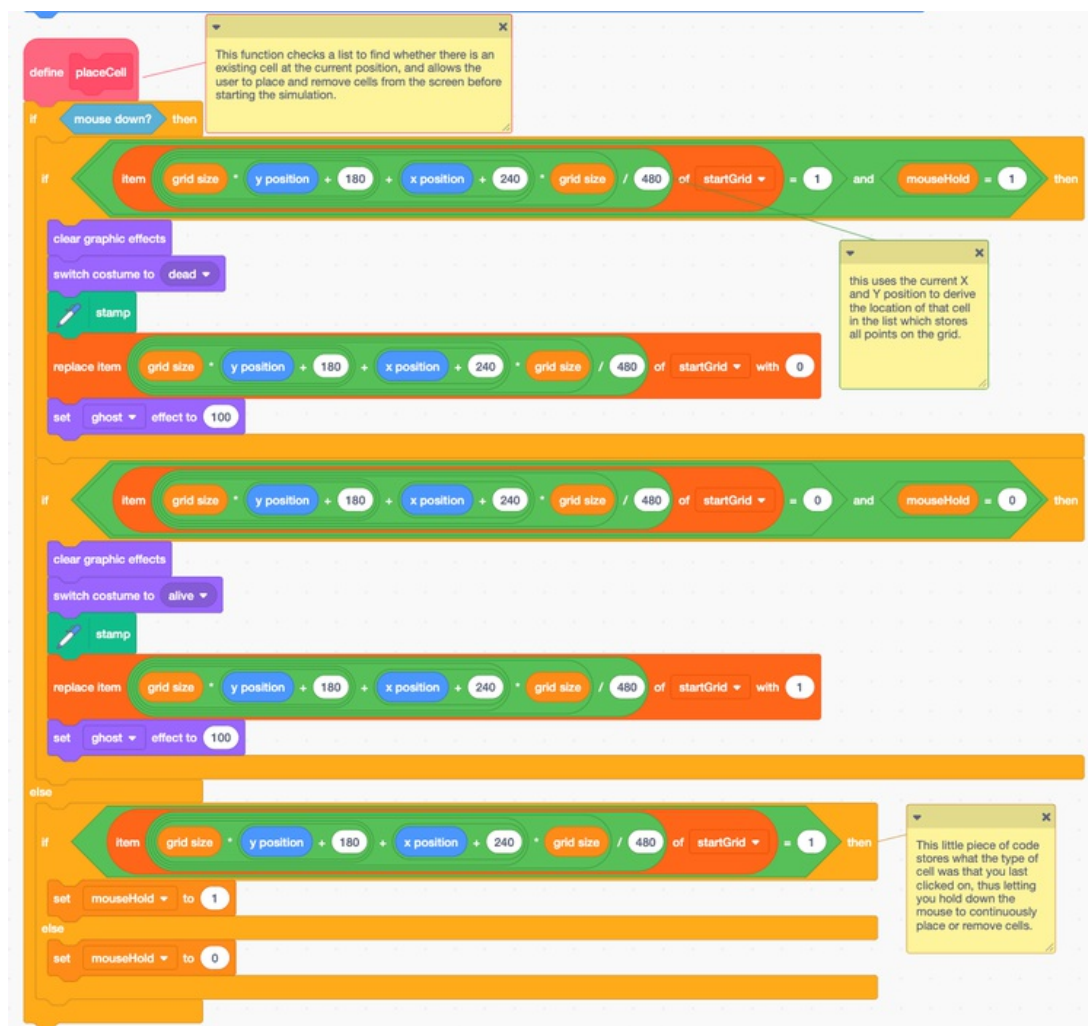 define placeCell
This function checks a list to find whether there is an
existing cell at the current position, and allows the
user to place and remove cells from the screen before
starting the simulation.
if mouse down? then
if item grid size * y position + 180 + x position + 240 * grid size / 480 of startGrid = 1 and mouseHold = 1 then
clear graphic effects
switch costume to dead
this uses the current X
and Y position to derive
the location of that cell
in the list which stores
all points on the grid.
stamp
replace item grid size * y position + 180 + x position + 240 * grid size / 480 of startGrid with 0
set ghost effect to 100
if item grid size * y position + 180 + x position + 240 * grid size / 480 of startGrid = 0 and mouseHold = 0 then
clear graphic effects
switch costume to alive
stamp
replace item grid size * y position + 180 + x position + 240 * grid size / 480 of startGrid with 1
set ghost effect to 100
else
if item grid size * y position + 180 + x position + 240 * grid size / 480 of startGrid = 1 then
This little piece of code
stores what the type of
cell was that you last
clicked on, thus letting
you hold down the
mouse to continuously
place or remove cells.
set mouseHold to 1
else
set mouseHold to 0